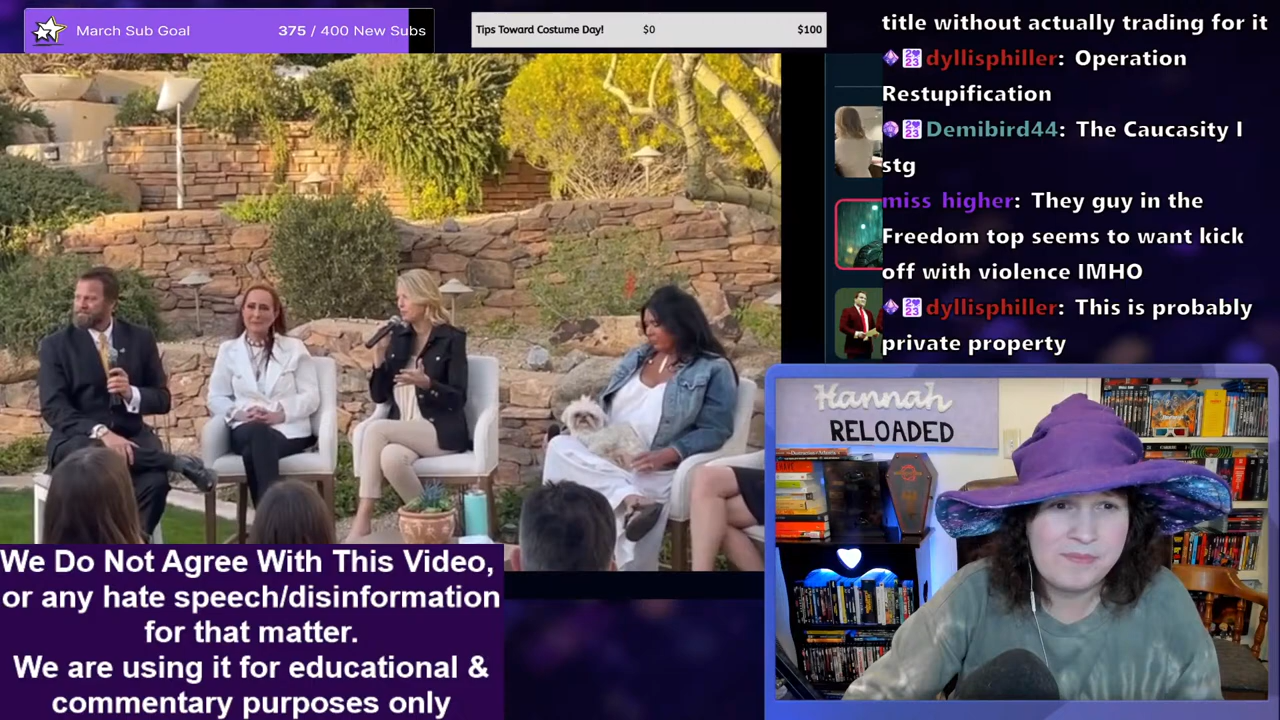 March Sub Goal 375 / 400 New Subs
Tips Toward Costume Day! $0 $100
title without actually trading for it
dyllisphiller: Operation
Restupification
Demibird44: The Caucasity I
stg
miss higher: They guy in the
Freedom top seems to want kick
off with violence IMHO
dyllisphiller: This is probably
private property
Hannah
RELOADED
We Do Not Agree With This Video,
or any hate speech/disinformation
for that matter.
We are using it for educational &
commentary purposes only